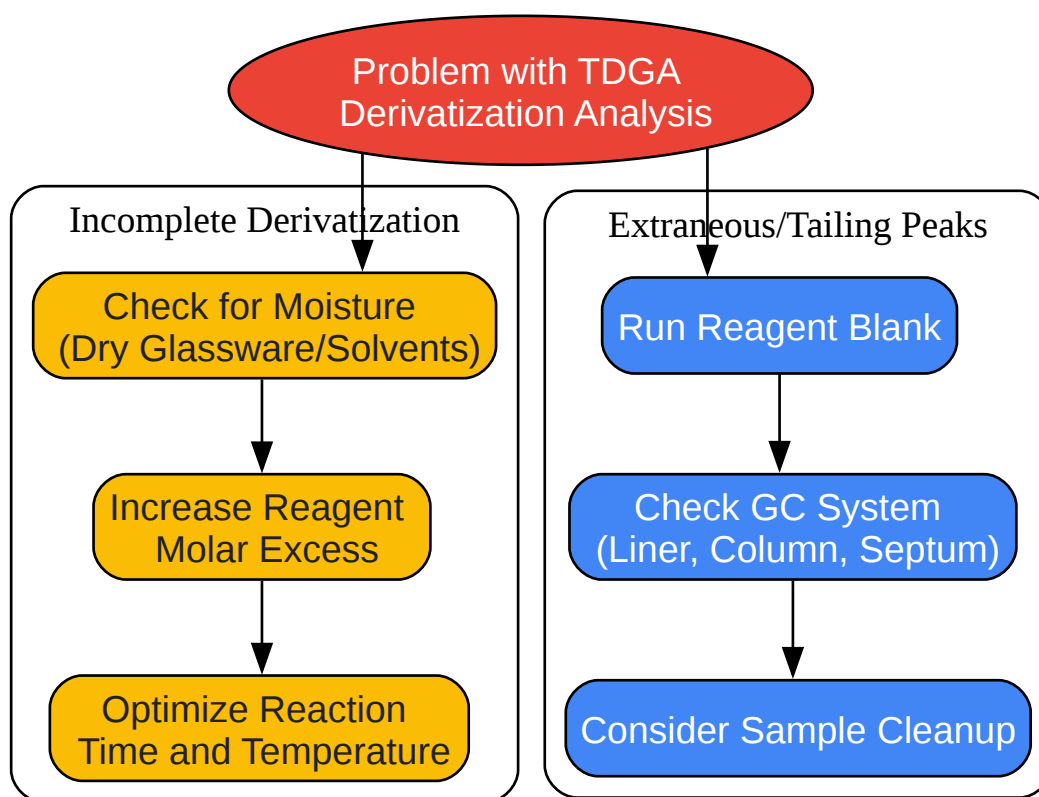 Problem with TDGA
Derivatization Analysis
Incomplete Derivatization
Check for Moisture
(Dry Glassware/Solvents)
Increase Reagent
Molar Excess
Optimize Reaction
Time and Temperature
Extraneous/Tailing Peaks
Run Reagent Blank
Check GC System
(Liner, Column, Septum)
Consider Sample Cleanup